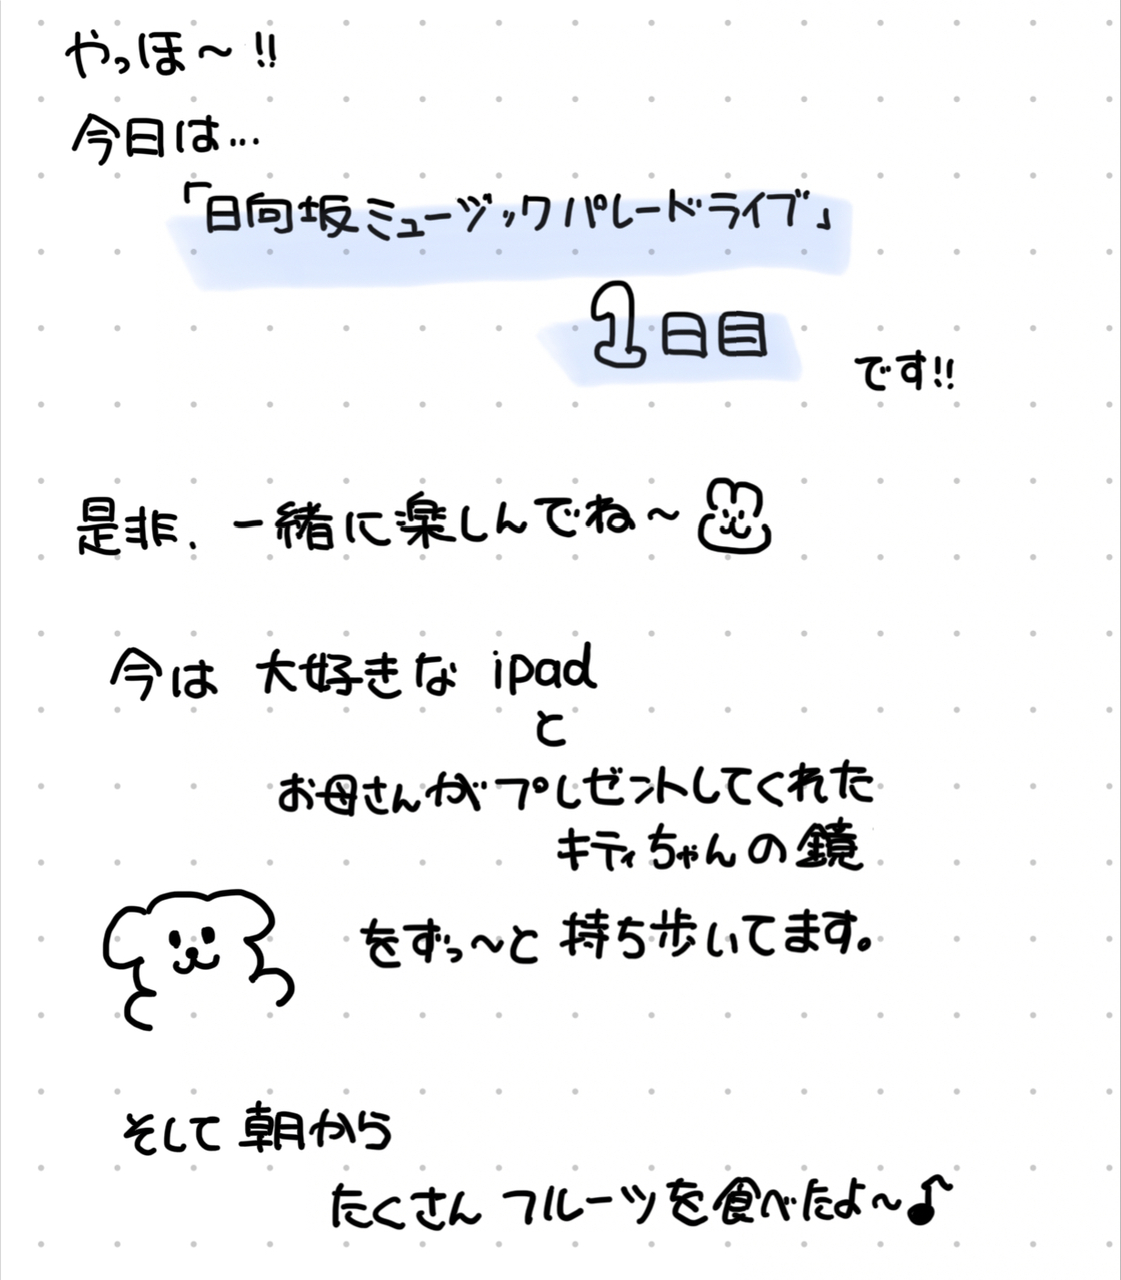 やっほ〜!!
今日は...
「日向坂ミュージックパレードライブ」
1日目
です!!
是非、一緒に楽しんでね〜
今は 大好きな ipad
と
お母さんがプレゼントしてくれた
キティちゃんの鏡
をずっ〜と 持ち歩いてます。
そして 朝から
たくさん フルーツを食べたよ〜♪